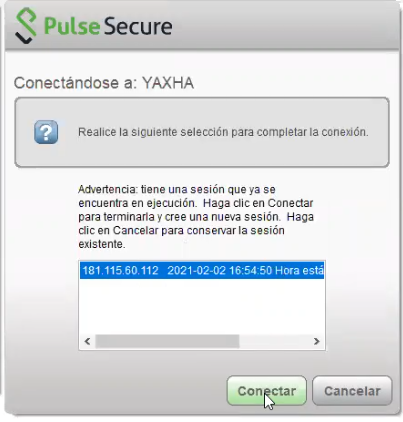 Pulse Secure
Conectándose a: YAXHA
Realice la siguiente selección para completar la conexión.
Advertencia: tiene una sesión que ya se
encuentra en ejecución. Haga clic en Conectar
para terminarla y cree una nueva sesión. Haga
clic en Cancelar para conservar la sesión
existente.
181.115.60.112 2021-02-02 16:54:50 Hora está
Conectar
Cancelar